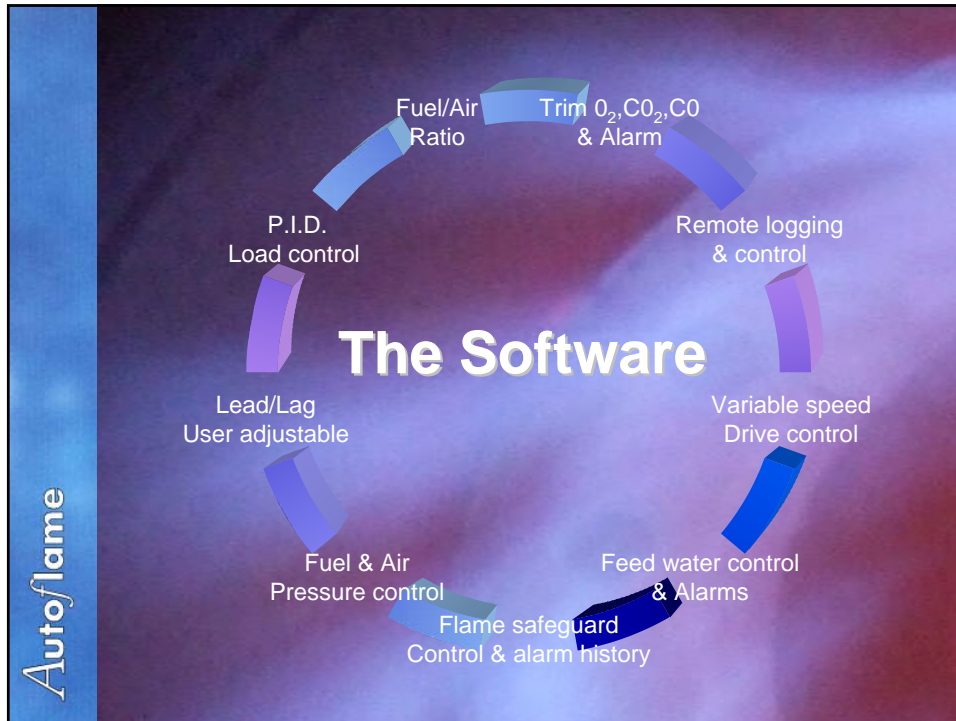 Fuel/Air
Ratio
Trim 0₂,C0₂,C0
& Alarm
P.I.D.
Load control
Remote logging
& control
The Software
Lead/Lag
User adjustable
Variable speed
Drive control
Fuel & Air
Pressure control
Feed water control
& Alarms
Flame safeguard
Control & alarm history
Autoflame